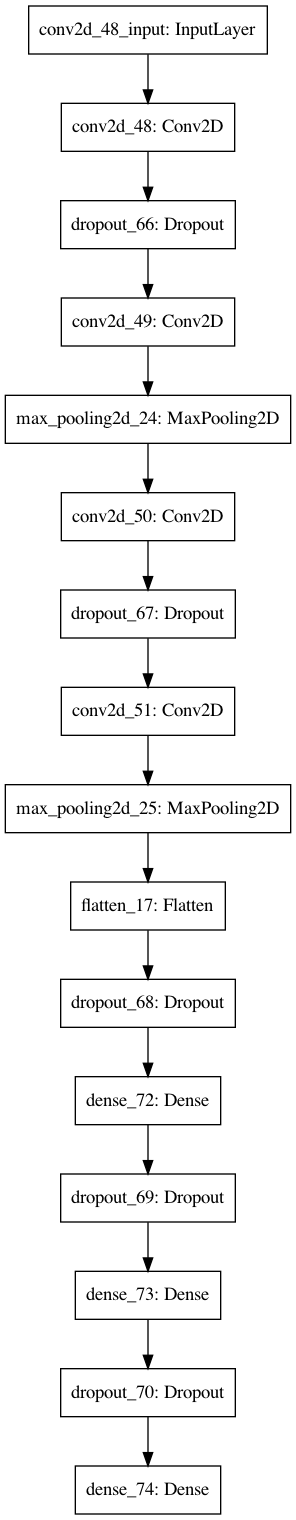 conv2d_48_input: InputLayer
conv2d_48: Conv2D
dropout_66: Dropout
conv2d_49: Conv2D
max_pooling2d_24: MaxPooling2D
conv2d_50: Conv2D
dropout_67: Dropout
conv2d_51: Conv2D
max_pooling2d_25: MaxPooling2D
flatten_17: Flatten
dropout_68: Dropout
dense_72: Dense
dropout_69: Dropout
dense_73: Dense
dropout_70: Dropout
dense_74: Dense